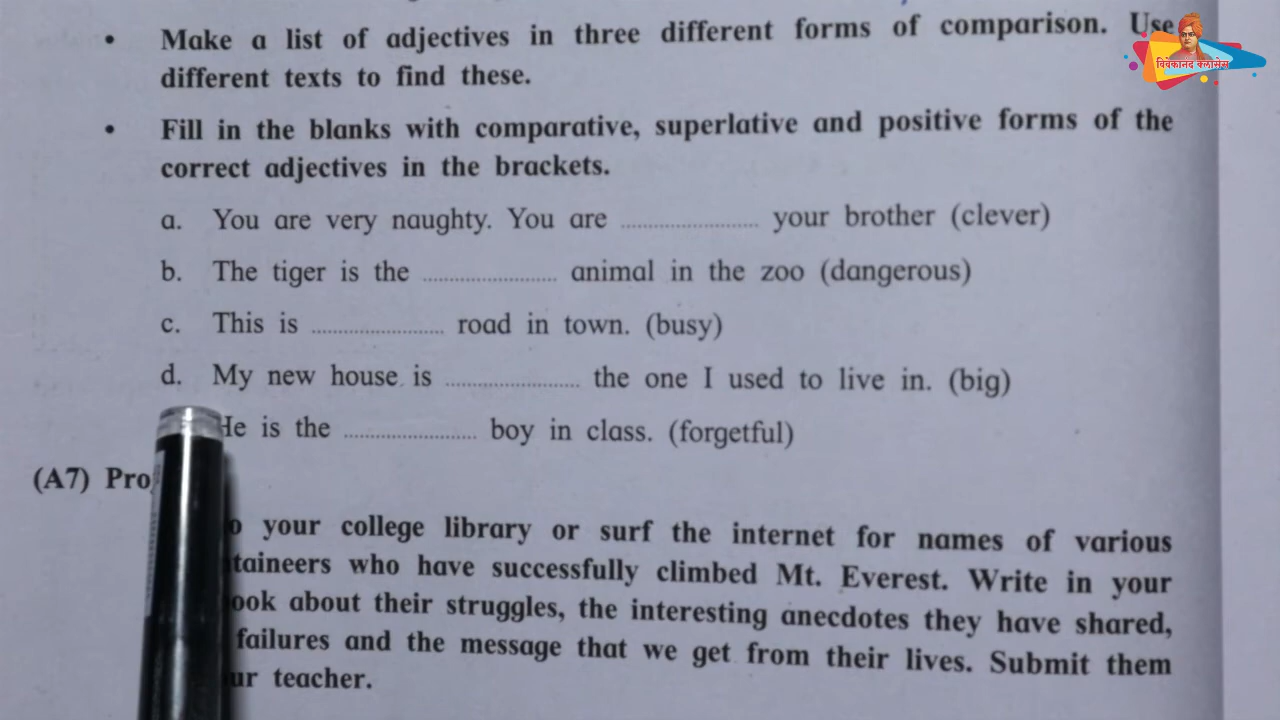 • Make a list of adjectives in three different forms of comparison. Use
different texts to find these.
• Fill in the blanks with comparative, superlative and positive forms of the
correct adjectives in the brackets.
a. You are very naughty. You are .................... your brother (clever)
b. The tiger is the .................... animal in the zoo (dangerous)
c. This is .................... road in town. (busy)
d. My new house is .................... the one I used to live in. (big)
He is the .................... boy in class. (forgetful)
(A7)
your college library or surf the internet for names of various
who have successfully climbed Mt. Everest. Write in your
about their struggles, the interesting anecdotes they have shared,
failures and the message that we get from their lives. Submit them
teacher.
विवेकानंद क्लासेस